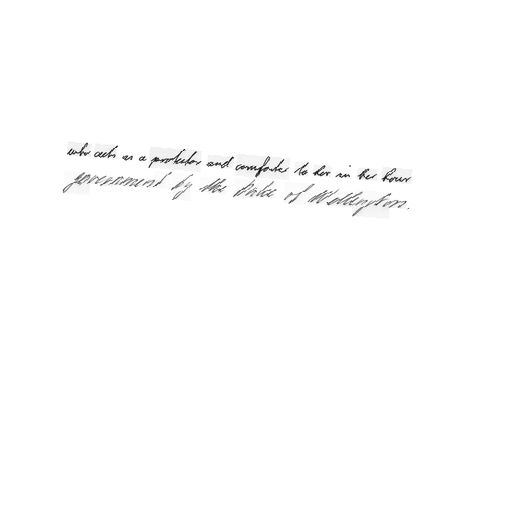 who acts as a protector and comforter to her in her hour
government by the Duke of Wellington.